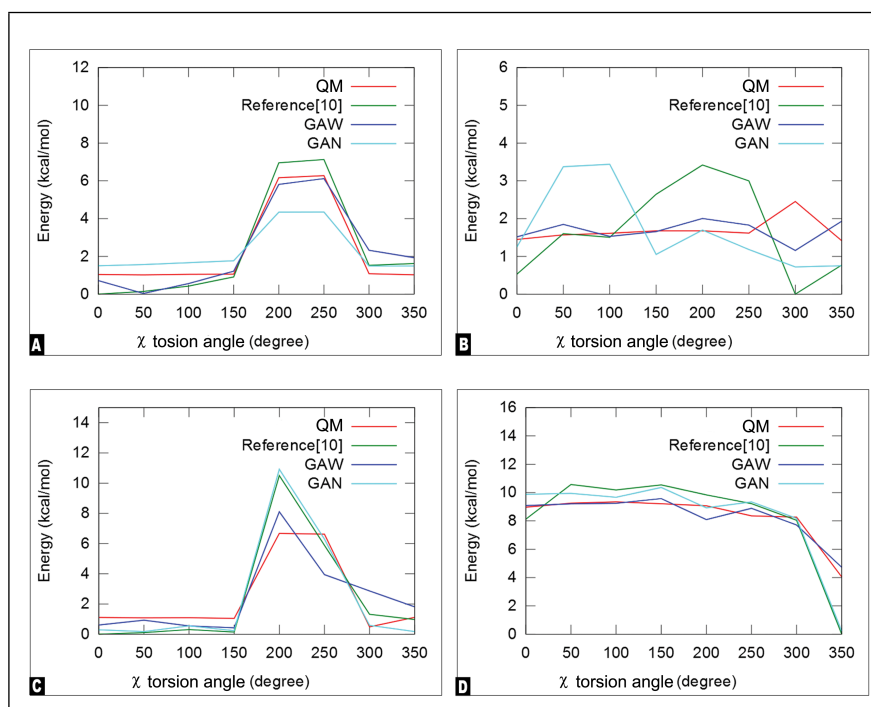 12
10
8
6
4
2
0
Energy (kcal/mol)
QM
Reference[10]
GAW
GAN
0 50 100 150 200 250 300 350
χ tosion angle (degree)
A
6
5
4
3
2
1
0
Energy (kcal/mol)
QM
Reference[10]
GAW
GAN
0 50 100 150 200 250 300 350
χ torsion angle (degree)
B
14
12
10
8
6
4
2
0
Energy (kcal/mol)
QM
Reference[10]
GAW
GAN
0 50 100 150 200 250 300 350
χ torsion angle (degree)
C
16
14
12
10
8
6
4
2
0
Energy (kcal/mol)
QM
Reference[10]
GAW
GAN
0 50 100 150 200 250 300 350
χ torsion angle (degree)
D